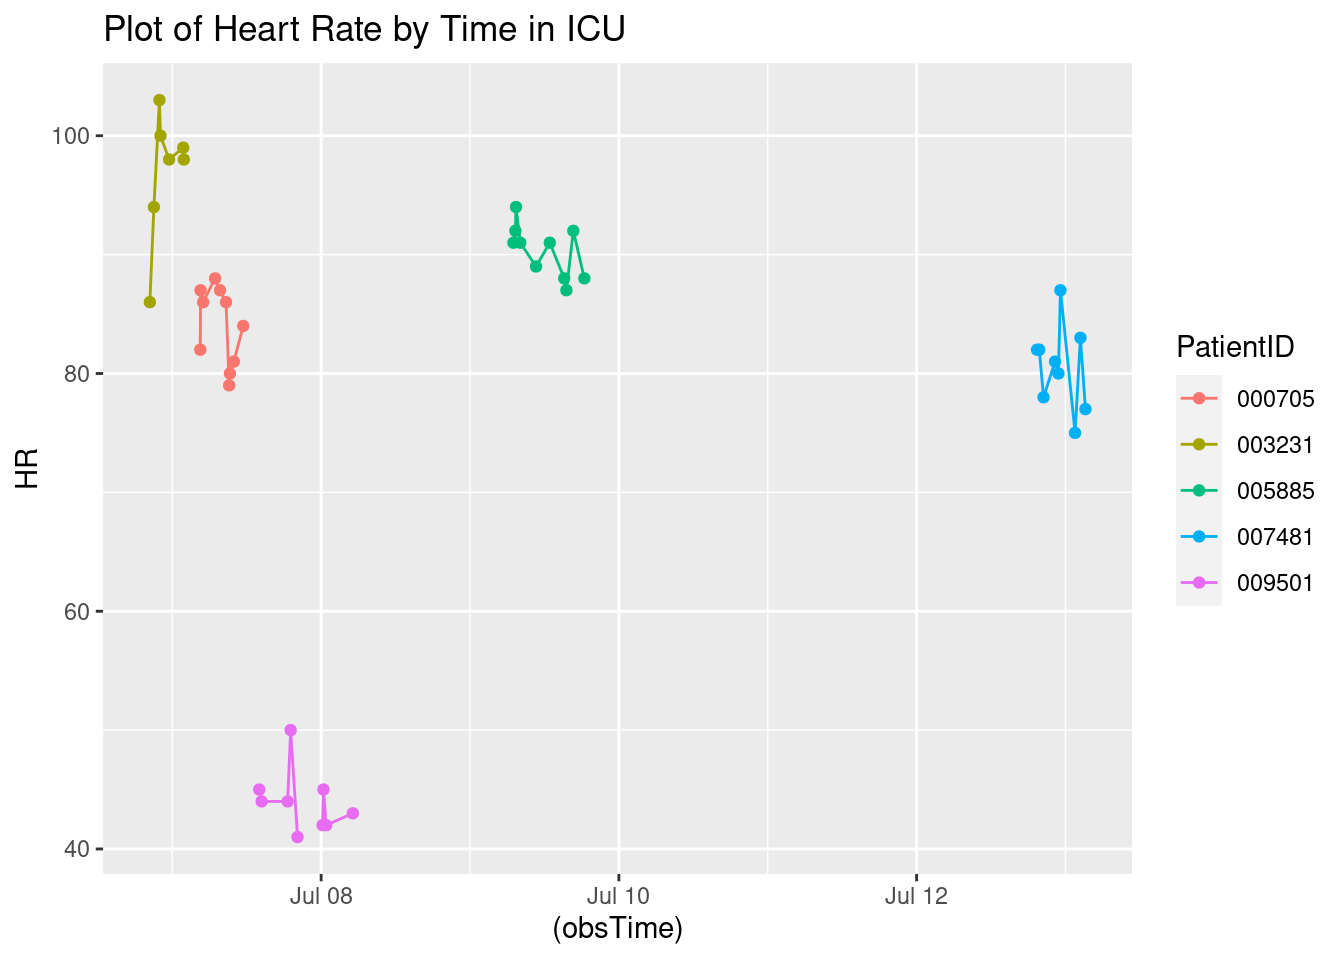 Plot of Heart Rate by Time in ICU
100
80
60
40
HR
Jul 08
Jul 10
Jul 12
(obsTime)
PatientID
000705
003231
005885
007481
009501